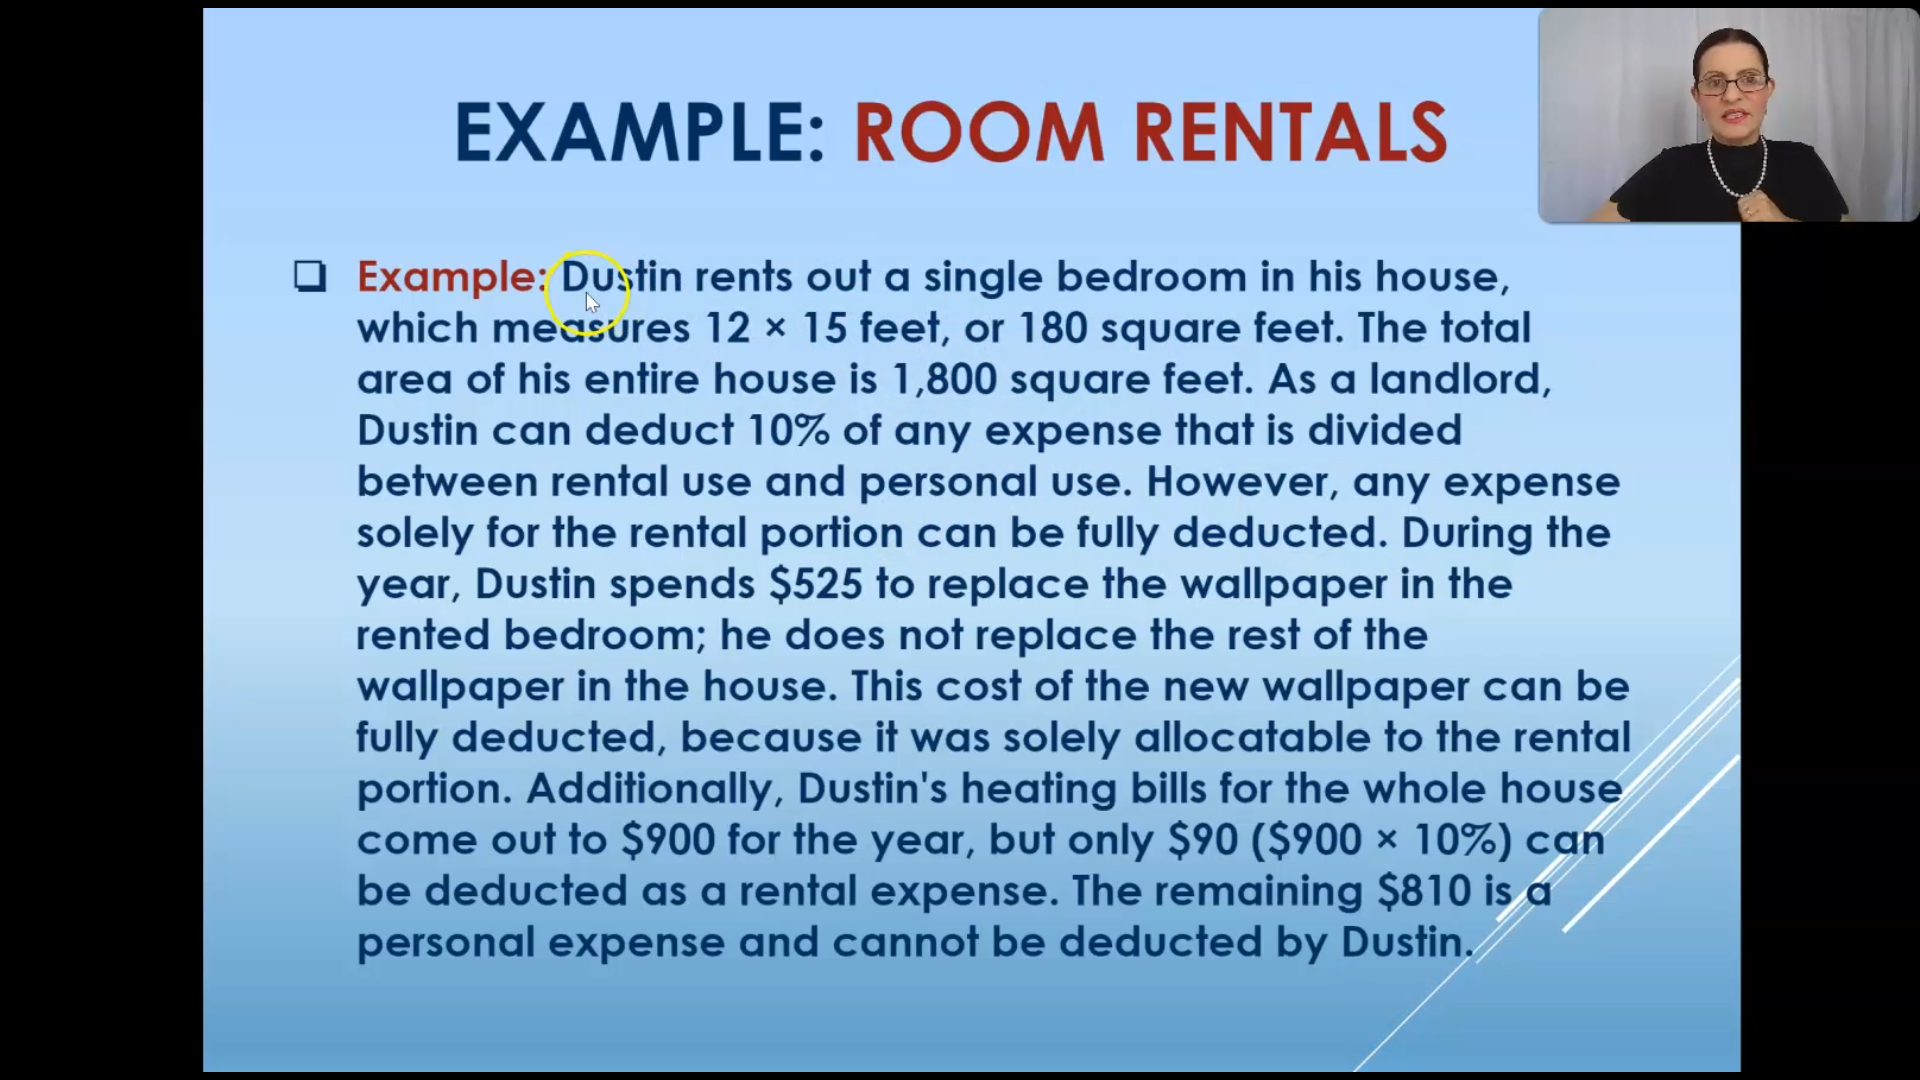 EXAMPLE: ROOM RENTALS
Example: Dustin rents out a single bedroom in his house,
which measures 12 × 15 feet, or 180 square feet. The total
area of his entire house is 1,800 square feet. As a landlord,
Dustin can deduct 10% of any expense that is divided
between rental use and personal use. However, any expense
solely for the rental portion can be fully deducted. During the
year, Dustin spends $525 to replace the wallpaper in the
rented bedroom; he does not replace the rest of the
wallpaper in the house. This cost of the new wallpaper can be
fully deducted, because it was solely allocatable to the rental
portion. Additionally, Dustin's heating bills for the whole house
come out to $900 for the year, but only $90 ($900 × 10%) can
be deducted as a rental expense. The remaining $810 is a
personal expense and cannot be deducted by Dustin.